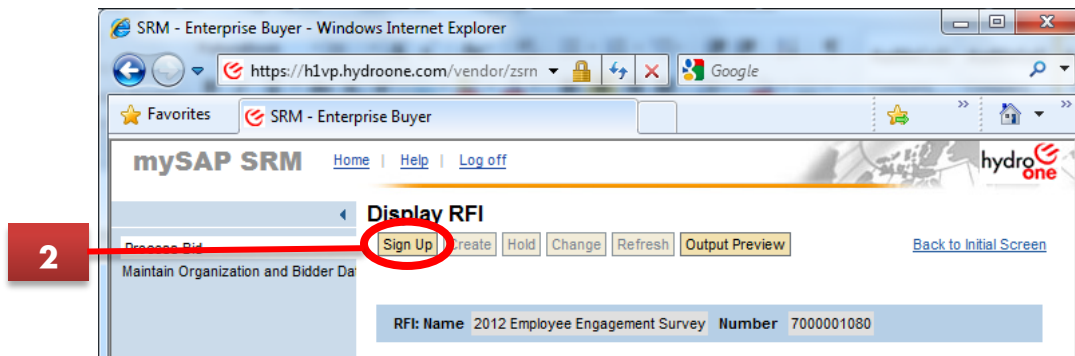 SRM - Enterprise Buyer - Windows Internet Explorer
https://h1vp.hydroone.com/vendor/zsrn Google
Favorites SRM - Enterprise Buyer
mySAP SRM Home | Help | Log off hydro one
Display RFI
Sign Up Create Hold Change Refresh Output Preview Back to Initial Screen
2
Process Bid
Maintain Organization and Bidder Da
RFI: Name 2012 Employee Engagement Survey Number 7000001080